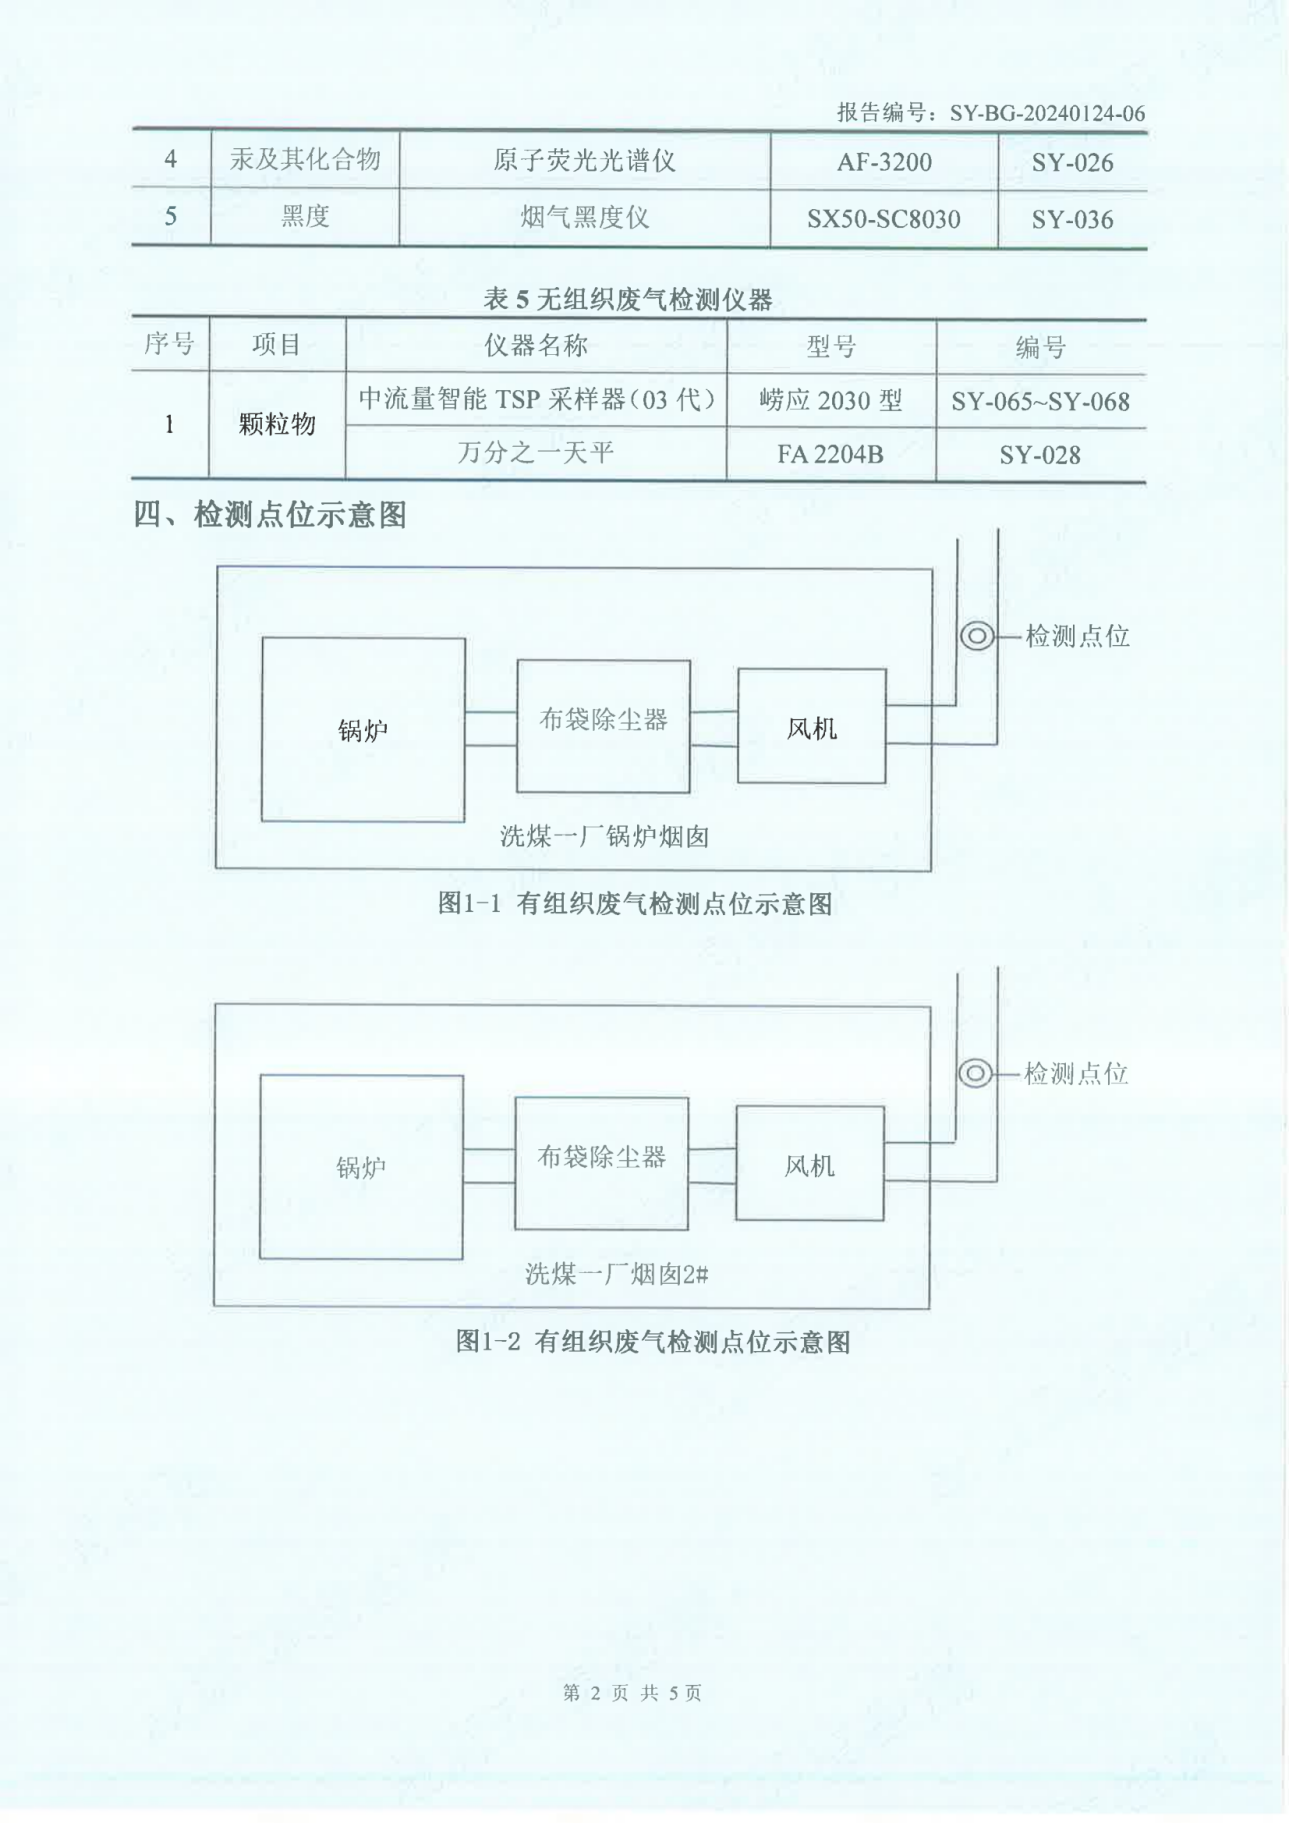 报告编号：SY-BG-20240124-06
4 汞及其化合物 原子荧光光谱仪 AF-3200 SY-026
5 黑度 烟气黑度仪 SX50-SC8030 SY-036
表 5 无组织废气检测仪器
序号 项目 仪器名称 型号 编号
1 颗粒物 中流量智能 TSP 采样器（03 代） 崂应 2030 型 SY-065~SY-068
万分之一天平 FA 2204B SY-028
四、检测点位示意图
检测点位
锅炉 布袋除尘器 风机
洗煤一厂锅炉烟囱
图1-1 有组织废气检测点位示意图
检测点位
锅炉 布袋除尘器 风机
洗煤一厂烟囱2#
图1-2 有组织废气检测点位示意图
第 2 页 共 5 页